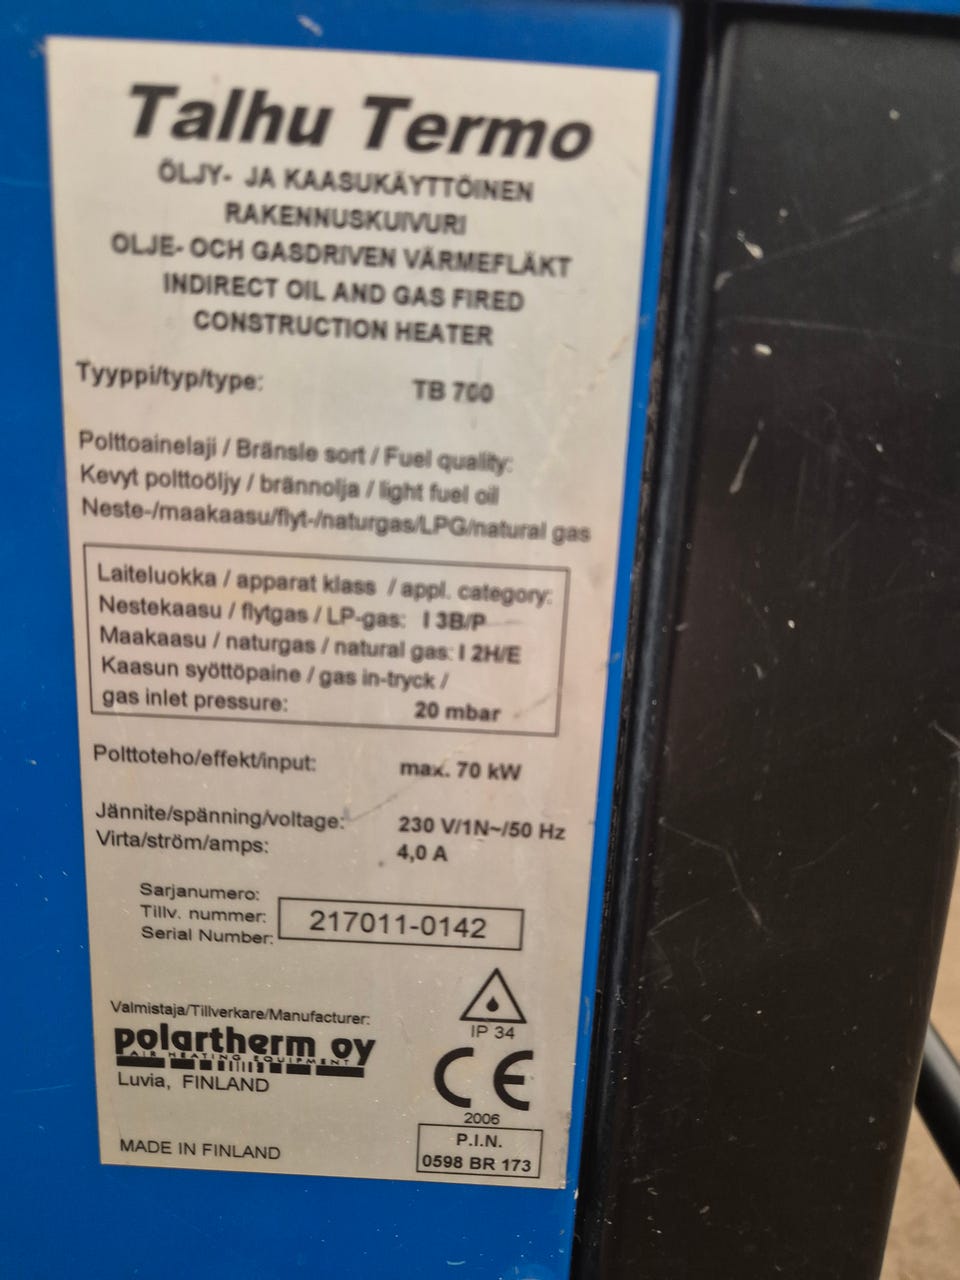 Talhu Termo
ÖLJY- JA KAASUKÄYTTÖINEN
RAKENNUSKUIVURI
OLJE- OCH GASDRIVEN VÄRMEFLÄKT
INDIRECT OIL AND GAS FIRED
CONSTRUCTION HEATER
Tyyppi/typ/type: TB 700
Polttoainelaji / Bränsle sort / Fuel quality:
Kevyt polttoöljy / brännolja / light fuel oil
Neste-/maakaasu/flyt-/naturgas/LPG/natural gas
Laiteluokka / apparat klass / appl. category:
Nestekaasu / flytgas / LP-gas: I 3B/P
Maakaasu / naturgas / natural gas: I 2H/E
Kaasun syöttöpaine / gas in-tryck /
gas inlet pressure: 20 mbar
Polttoteho/effekt/input: max. 70 kW
Jännite/spänning/voltage: 230 V/1N~/50 Hz
Virta/ström/amps: 4,0 A
Sarjanumero:
Tillv. nummer: 217011-0142
Serial Number:
IP 34
Valmistaja/Tillverkare/Manufacturer:
polartherm oy
AIR HEATING EQUIPMENT
Luvia, FINLAND
CE
2006
P.I.N.
0598 BR 173
MADE IN FINLAND